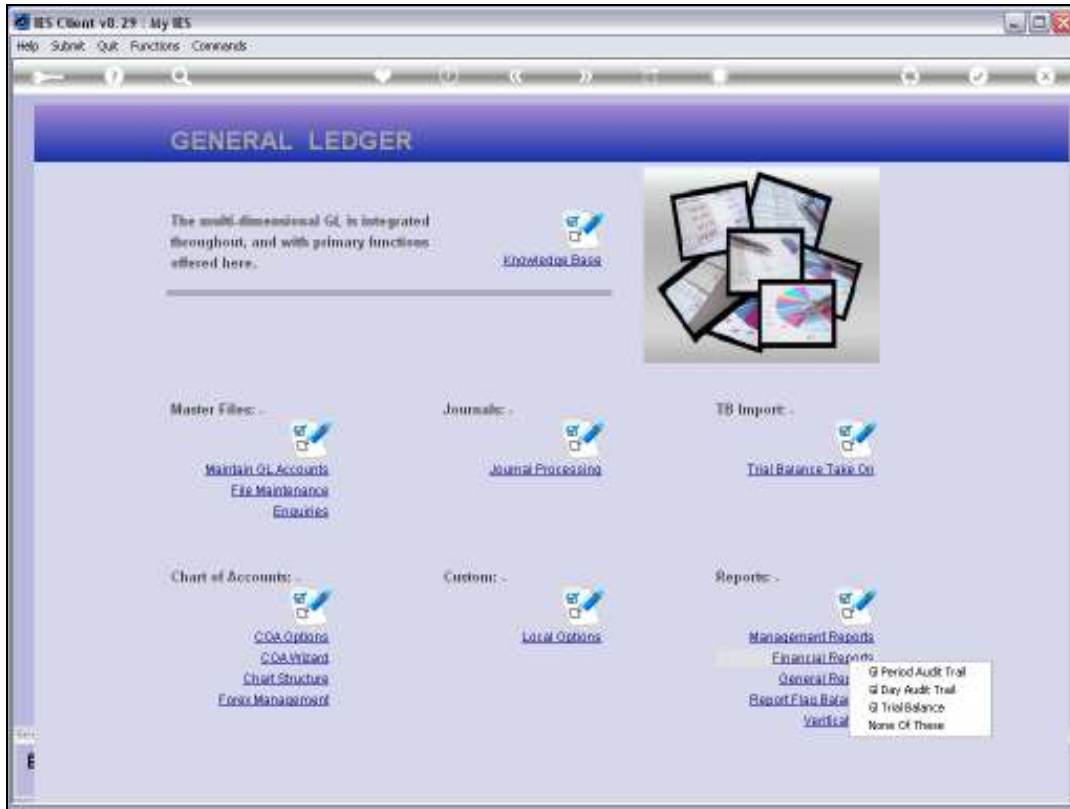 IES Client v8.29 : My IES
Help Submit Quit Functions Commands
GENERAL LEDGER
The multi-dimensional GL is integrated
throughout, and with primary functions
offered here.
Knowledge Base
Master Files: -
Journals: -
TB Import: -
Maintain GL Accounts
File Maintenance
Enquiries
Journal Processing
Trial Balance Take On
Chart of Accounts: -
Custom: -
Reports: -
COA Options
COA Wizard
Chart Structure
Forex Management
Local Options
Management Reports
Financial Reports
General
Report Flag
Gl Period Audit Trail
Gl Day Audit Trail
Gl Trial Balance
None Of These